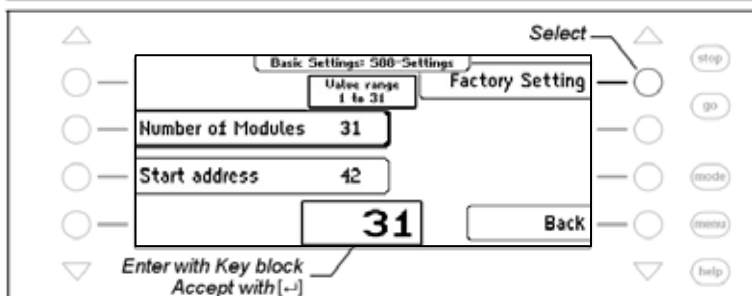 Select
stop
Basic Settings: S88-Settings
Value range
1 to 31
Factory Setting
go
Number of Modules 31
Start address 42
mode
31
Back
menu
Enter with Key block
Accept with [↵]
help